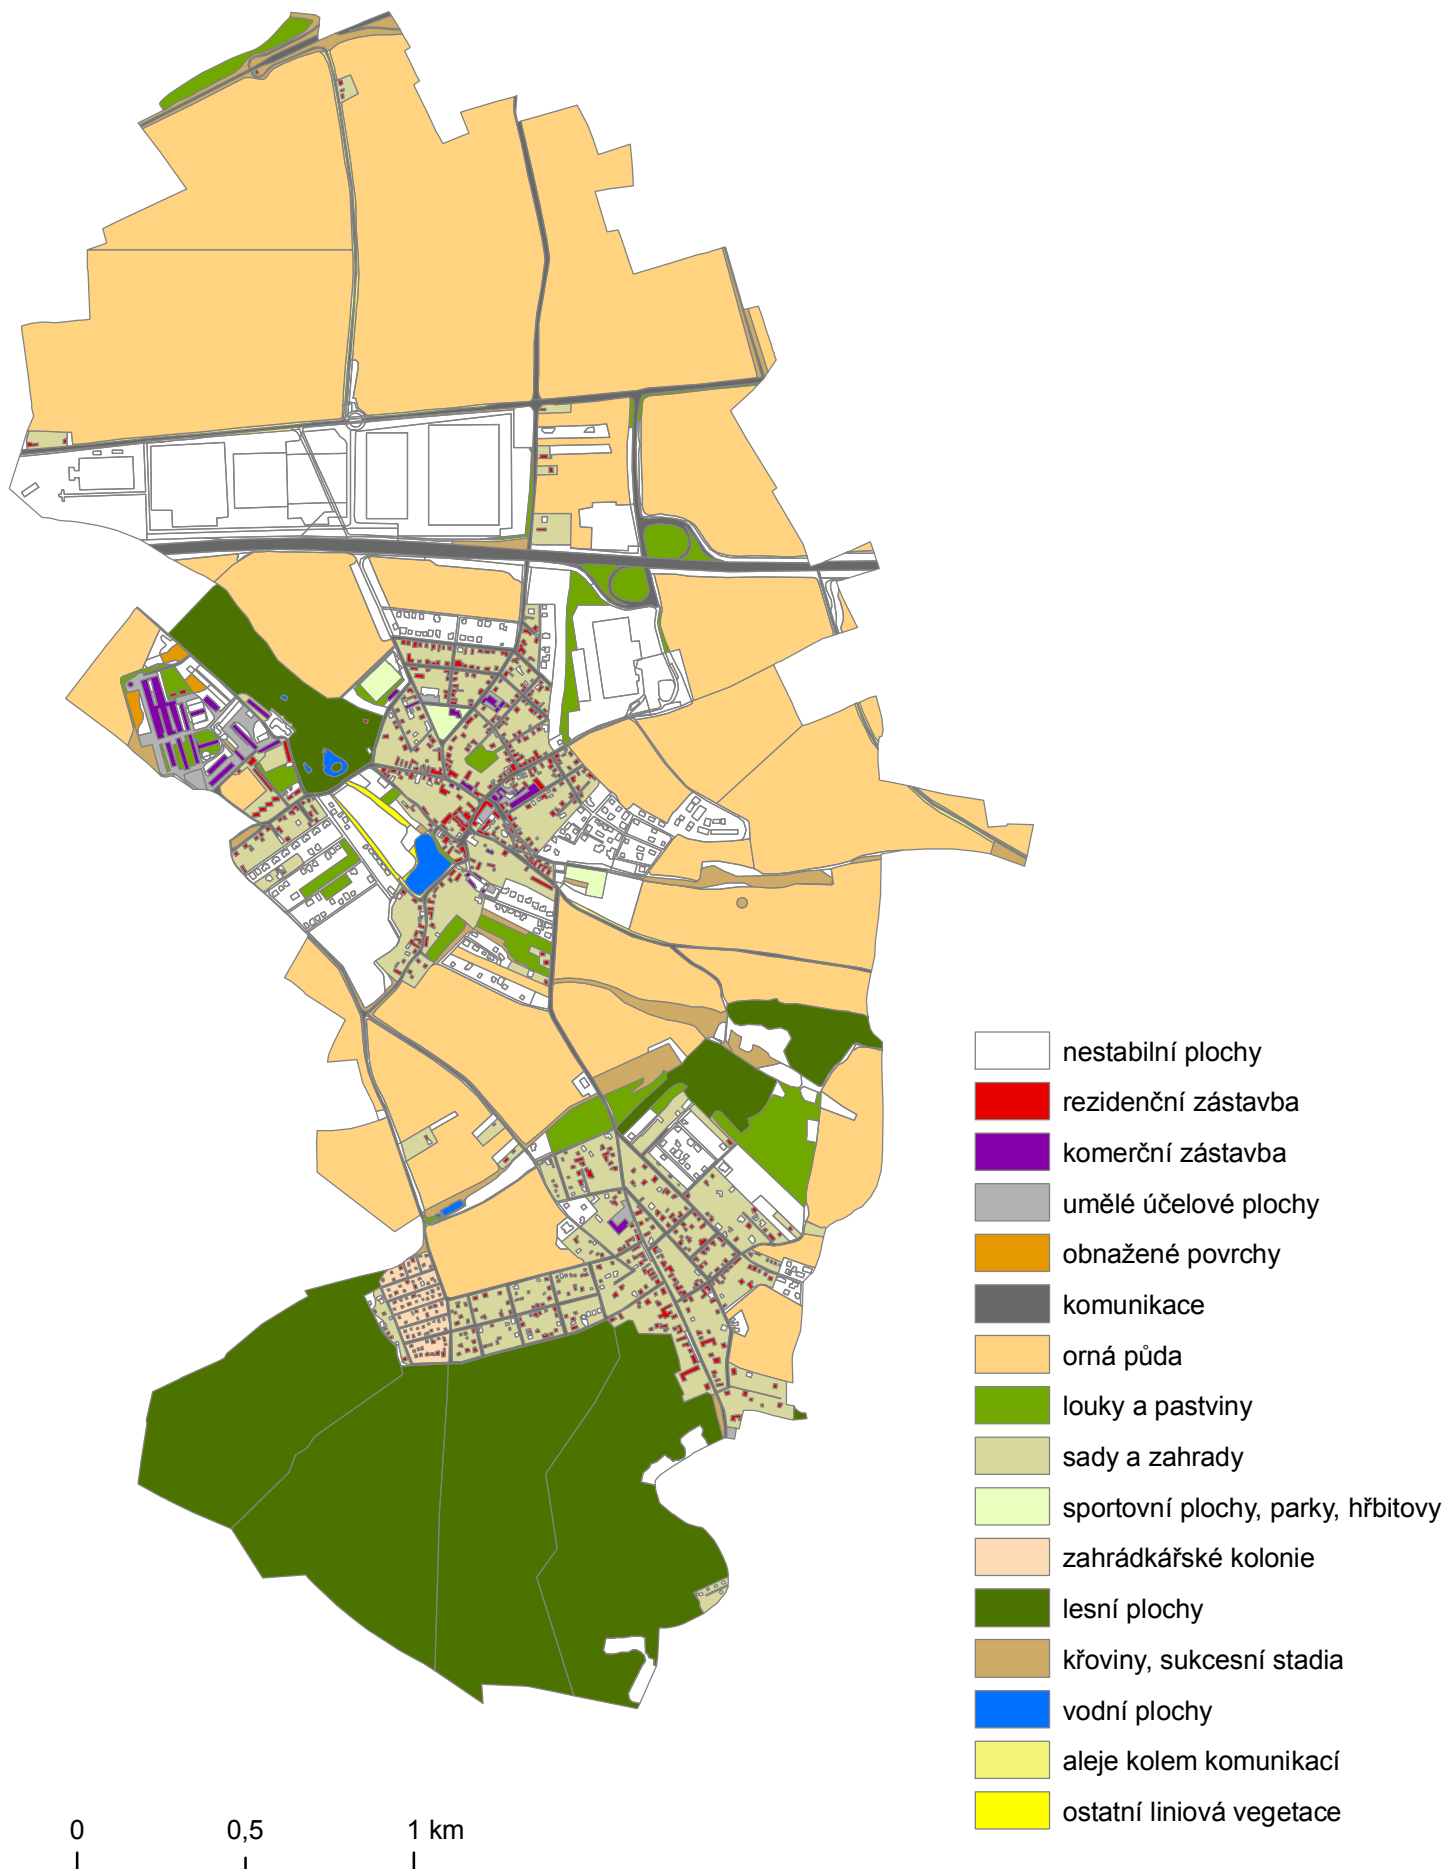 nestabilní plochy
rezidenční zástavba
komerční zástavba
umělé účelové plochy
obnažené povrchy
komunikace
orná půda
louky a pastviny
sady a zahrady
sportovní plochy, parky, hřbitovy
zahrádkářské kolonie
lesní plochy
křoviny, sukcesní stadia
vodní plochy
aleje kolem komunikací
ostatní liniová vegetace
0 0,5 1 km